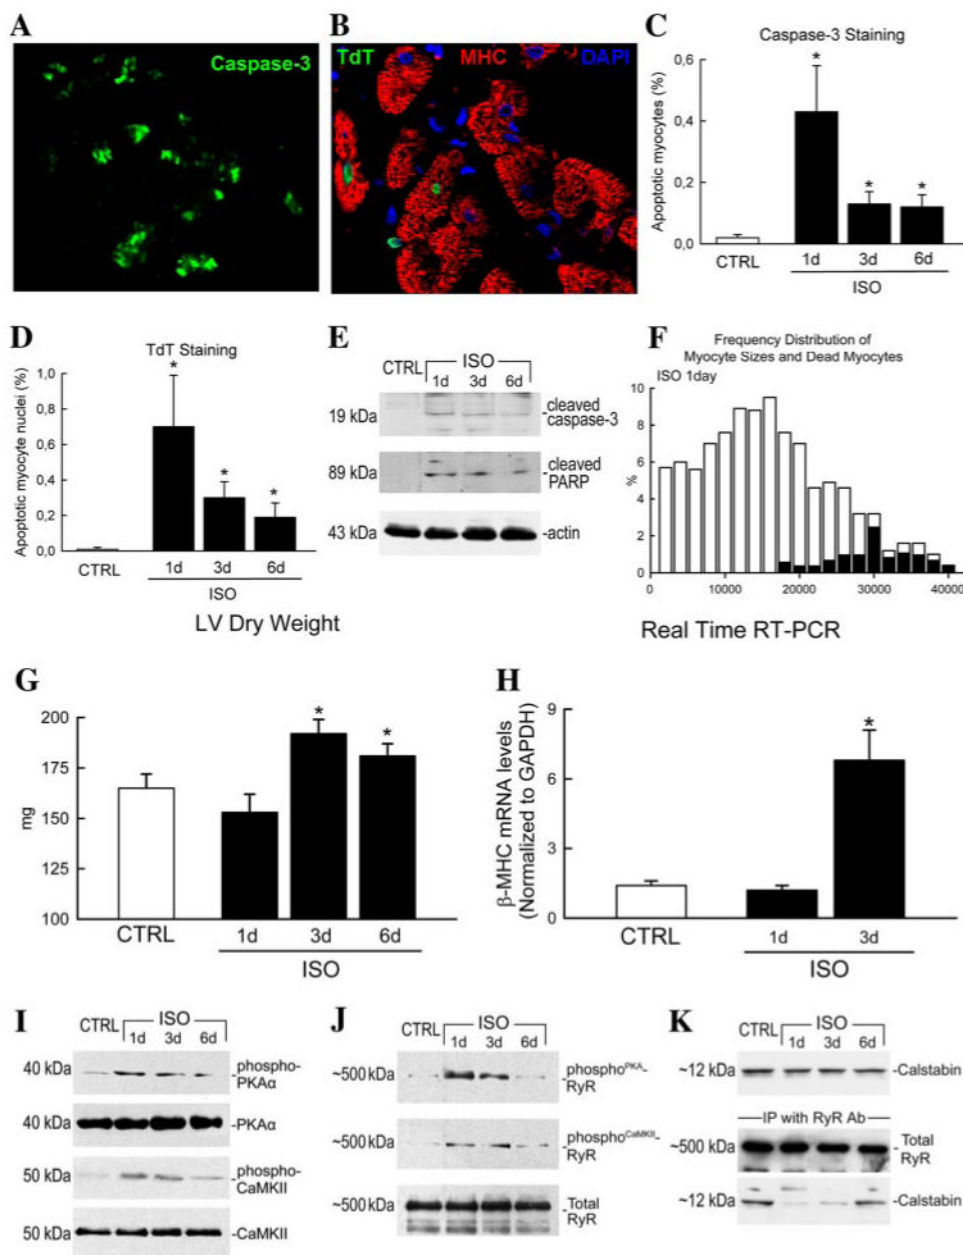 A
Caspase-3
B
TdT MHC DAPI
C
Caspase-3 Staining
Apoptotic myocytes (%)
0,6
0,4
0,2
0,0
CTRL 1d 3d 6d
ISO
* * *
D
TdT Staining
Apoptotic myocyte nuclei (%)
1,0
0,8
0,6
0,4
0,2
0,0
CTRL 1d 3d 6d
ISO
* * *
E
CTRL ISO
1d 3d 6d
19 kDa -cleaved
caspase-3
89 kDa -cleaved
PARP
43 kDa -actin
F
Frequency Distribution of
Myocyte Sizes and Dead Myocytes
ISO 1day
%
10
8
6
4
2
0
0 10000 20000 30000 40000
LV Dry Weight
G
mg
200
175
150
125
100
CTRL 1d 3d 6d
ISO
* *
Real Time RT-PCR
H
β-MHC mRNA levels
(Normalized to GAPDH)
9
6
3
0
CTRL 1d 3d
ISO
*
I
CTRL ISO
1d 3d 6d
40 kDa phospho-
-PKAα
40 kDa -PKAα
50 kDa phospho-
-CaMKII
50 kDa -CaMKII
J
CTRL ISO
1d 3d 6d
~500 kDa phosphoPKA-
RyR
~500 kDa phosphoCaMKII-
RyR
~500 kDa Total
RyR
K
CTRL ISO
1d 3d 6d
~12 kDa -Calstabin
IP with RyR Ab
~500 kDa Total
RyR
~12 kDa -Calstabin